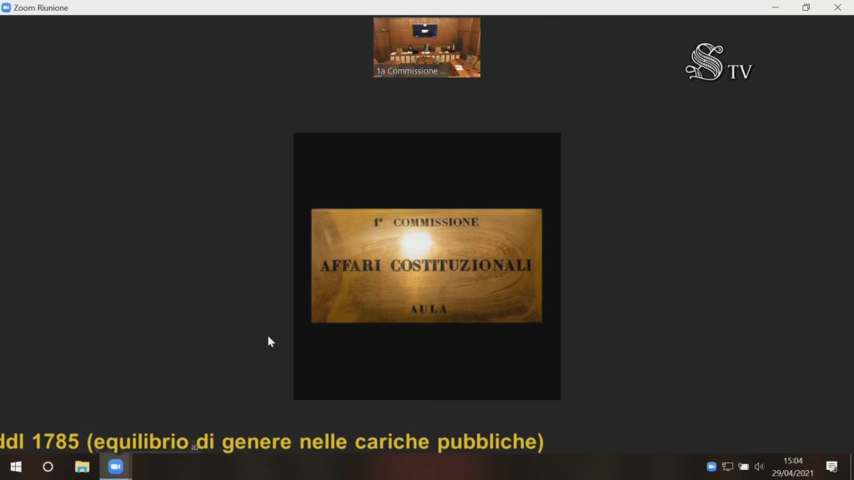 Zoom Riunione
1a Commissione ...
TV
1ª COMMISSIONE
AFFARI COSTITUZIONALI
AULA
ddl 1785 (equilibrio di genere nelle cariche pubbliche)
15:04
29/04/2021